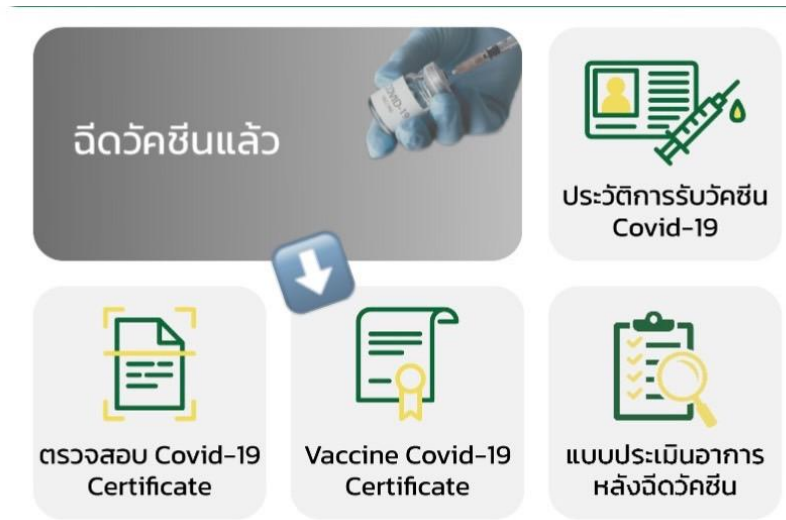 ฉีดวัคซีนแล้ว
COVID-19
ประวัติการรับวัคซีน
Covid-19
ตรวจสอบ Covid-19
Certificate
Vaccine Covid-19
Certificate
แบบประเมินอาการ
หลังฉีดวัคซีน